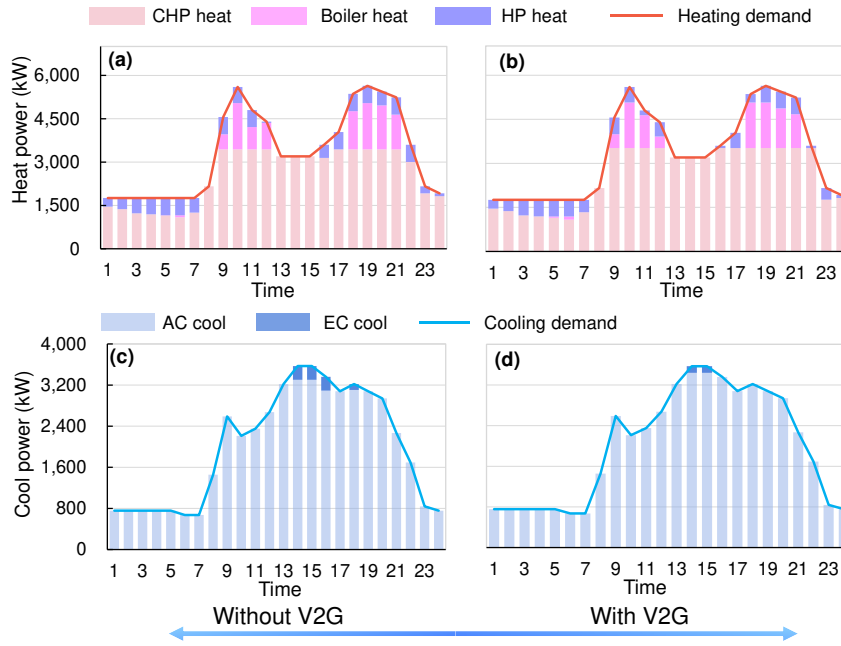 CHP heat Boiler heat HP heat Heating demand
(a) (b)
Heat power (kW)
6,000
4,500
3,000
1,500
0
1 3 5 7 9 11 13 15 17 19 21 23 1 3 5 7 9 11 13 15 17 19 21 23
Time Time
AC cool EC cool Cooling demand
(c) (d)
Cool power (kW)
4,000
3,200
2,400
1,600
800
0
1 3 5 7 9 11 13 15 17 19 21 23 1 3 5 7 9 11 13 15 17 19 21 23
Time Time
Without V2G With V2G